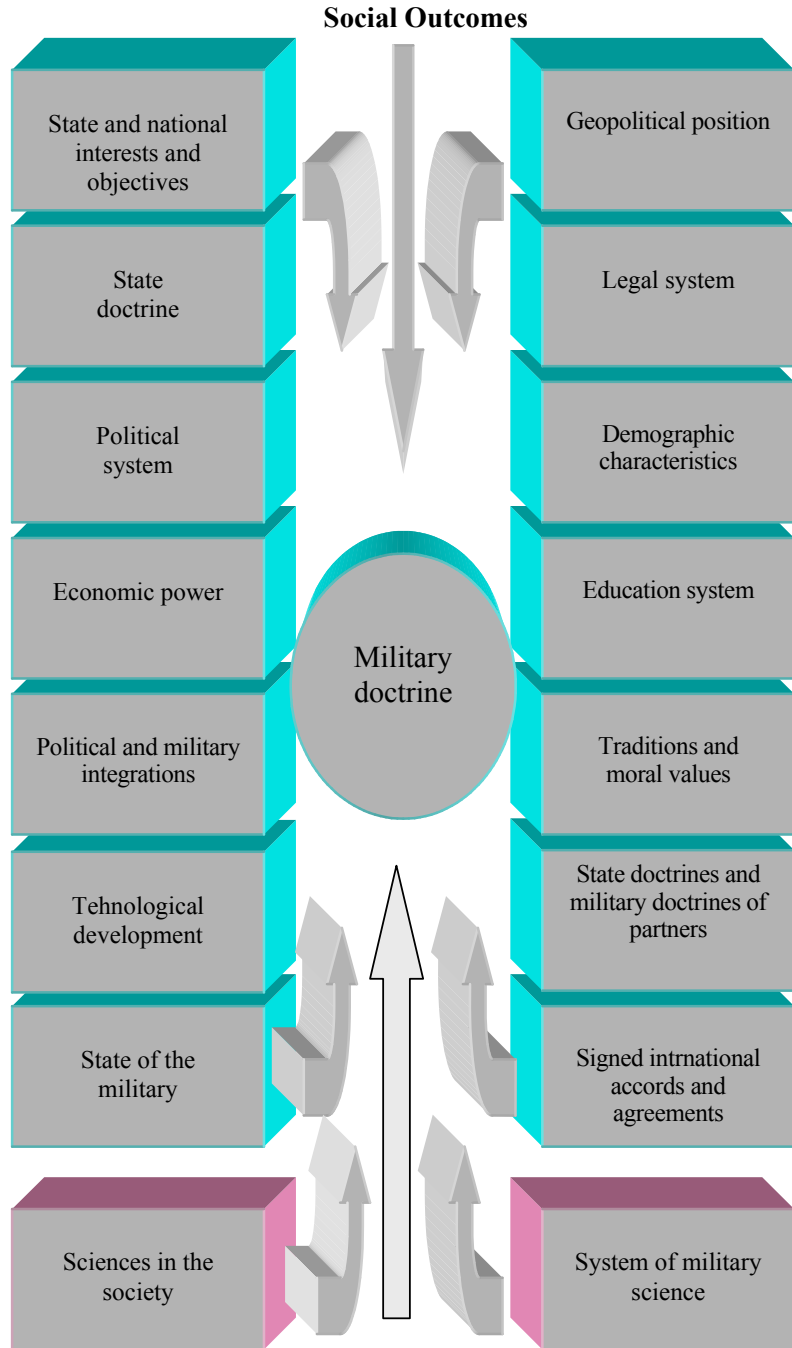 Social Outcomes
State and national
interests and
objectives
Geopolitical position
State
doctrine
Legal system
Political
system
Demographic
characteristics
Economic power
Education system
Military
doctrine
Political and military
integrations
Traditions and
moral values
Tehnological
development
State doctrines and
military doctrines of
partners
State of the
military
Signed intrnational
accords and
agreements
Sciences in the
society
System of military
science